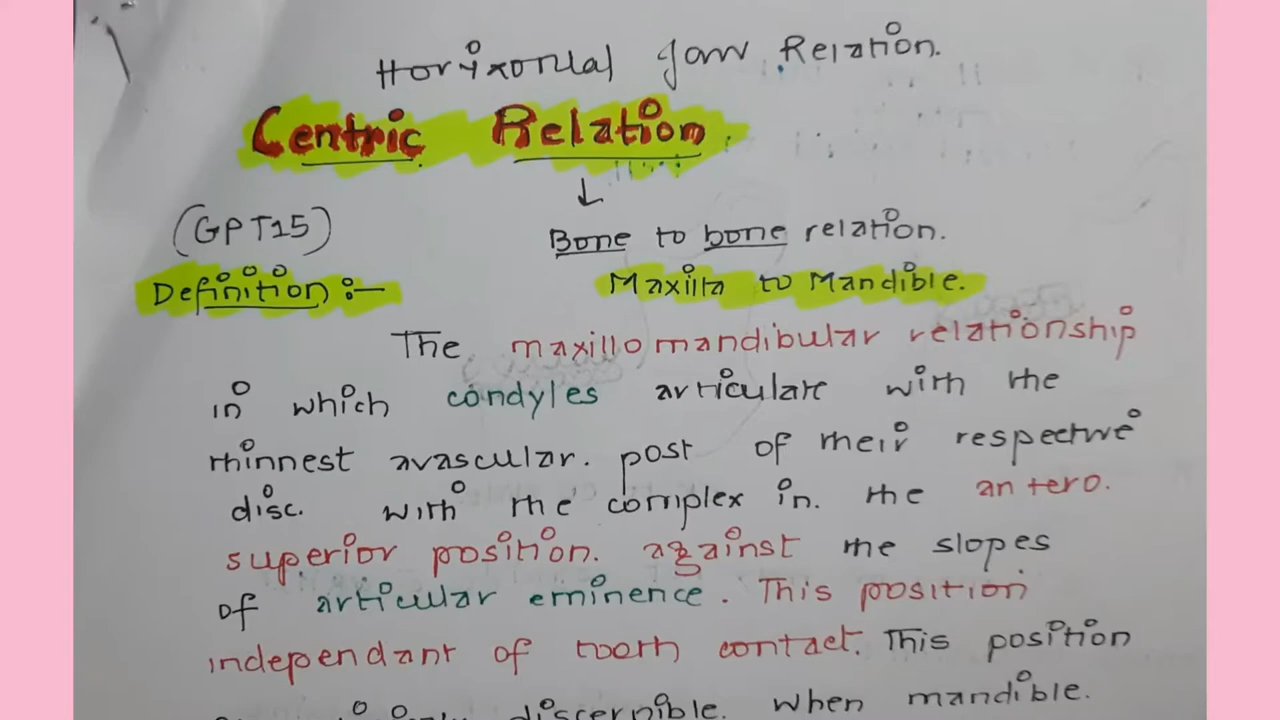 Horizontal Jaw Relation.
Centric Relation
↓
(GPT15)
Bone to bone relation.
Definition :-
Maxilla to Mandible.
The maxillomandibular relationship
in which condyles articulate with the
thinnest avascular. post of their respective
disc. with the complex in. the antero.
superior position. against the slopes
of articular eminence. This position
independant of tooth contact. This position
discernible. when mandible.